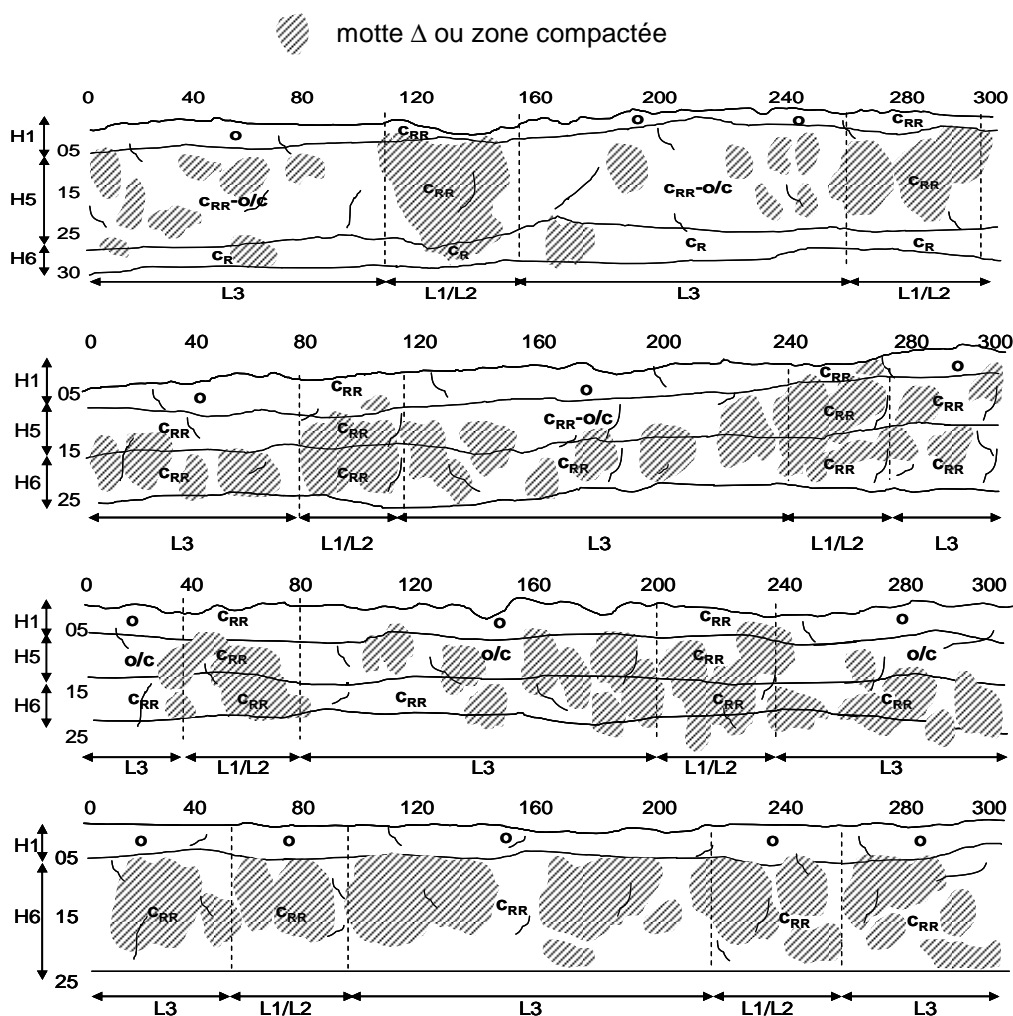 motte Δ ou zone compactée
0 40 80 120 160 200 240 280 300
H1 o cRR o o cRR
05
H5 15 cRR-o/c cRR cRR-o/c cRR
25
H6 cR cR cR cR
30
L3 L1/L2 L3 L1/L2
0 40 80 120 160 200 240 280 300
H1 05 o cRR o cRR o
H5 cRR cRR cRR-o/c cRR cRR
15
H6 cRR cRR cRR cRR cRR
25
L3 L1/L2 L3 L1/L2 L3
0 40 80 120 160 200 240 280 300
H1 o cRR o cRR o
05
H5 o/c cRR o/c cRR o/c
15
H6 cRR cRR cRR cRR cRR
25
L3 L1/L2 L3 L1/L2 L3
0 40 80 120 160 200 240 280 300
H1 o o o o o
05
H6 15 cRR cRR cRR cRR cRR
25
L3 L1/L2 L3 L1/L2 L3